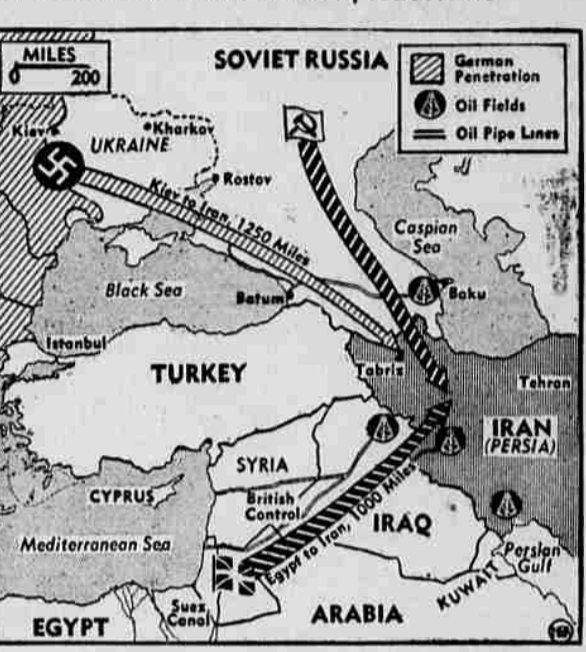 MILES
0 200
SOVIET RUSSIA
German
Penetration
Oil Fields
Oil Pipe Lines
Kiev
Kharkov
UKRAINE
Rostov
Kiev to Iran, 1250 Miles
Caspian
Sea
Black Sea
Batum
Baku
Istanbul
TURKEY
Tabriz
Tehran
IRAN
(PERSIA)
SYRIA
CYPRUS
British
Control
IRAQ
Egypt to Iran, 1000 Miles
Mediterranean Sea
Persian
Gulf
KUWAIT
Suez
Canal
ARABIA
EGYPT